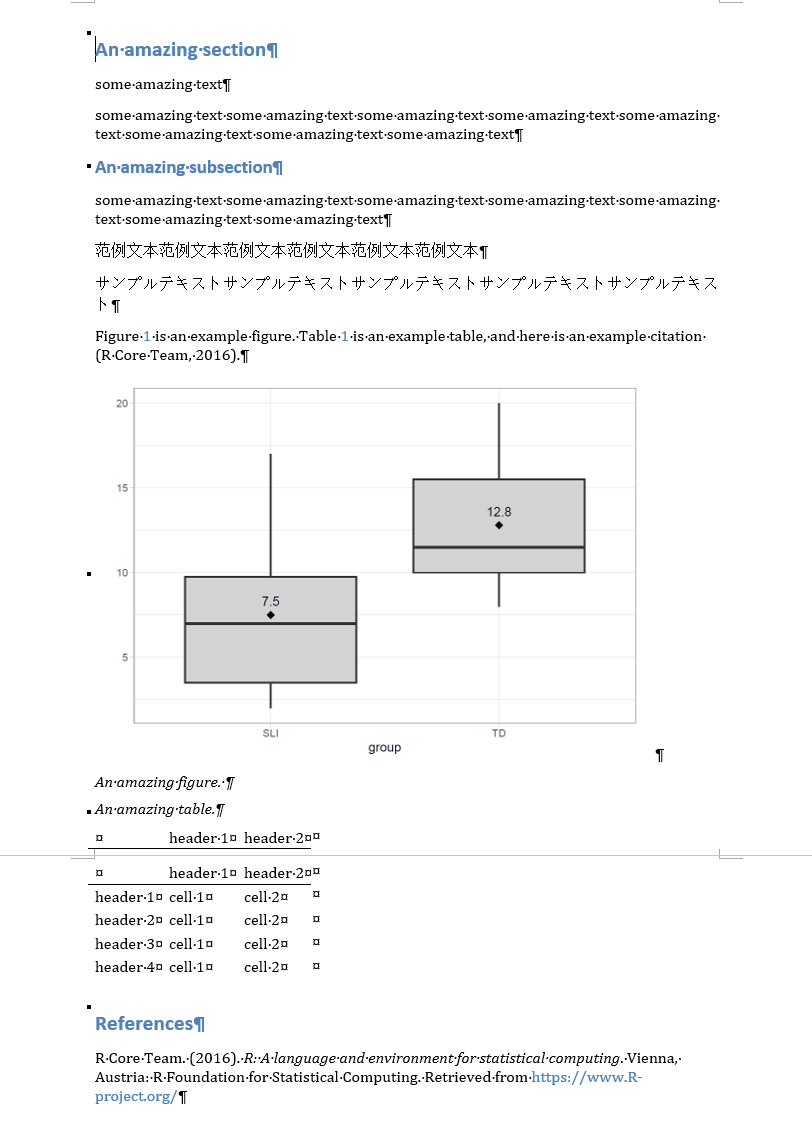 An amazing section
some amazing text
some amazing text some amazing text some amazing text some amazing text some amazing
text some amazing text some amazing text some amazing text
An amazing subsection
some amazing text some amazing text some amazing text some amazing text some amazing
text some amazing text some amazing text
范例文本范例文本范例文本范例文本范例文本范例文本
サンプルテキストサンプルテキストサンプルテキストサンプルテキストサンプルテキス
ト
Figure 1 is an example figure. Table 1 is an example table, and here is an example citation
(R Core Team, 2016).
20
15
10
5
12.8
7.5
SLI TD
group
An amazing figure.
An amazing table.
header 1 header 2
header 1 header 2
header 1 cell 1 cell 2
header 2 cell 1 cell 2
header 3 cell 1 cell 2
header 4 cell 1 cell 2
References
R Core Team. (2016). R: A language and environment for statistical computing. Vienna,
Austria: R Foundation for Statistical Computing. Retrieved from https://www.R-
project.org/